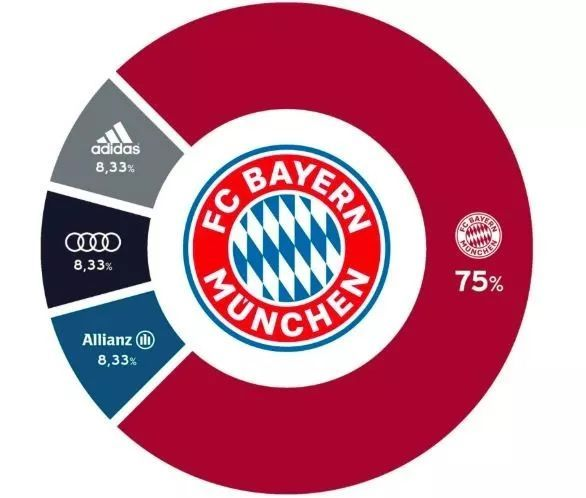 adidas
8,33%
8,33%
Allianz
8,33%
FC BAYERN
MÜNCHEN
FC BAYERN
MÜNCHEN
75%